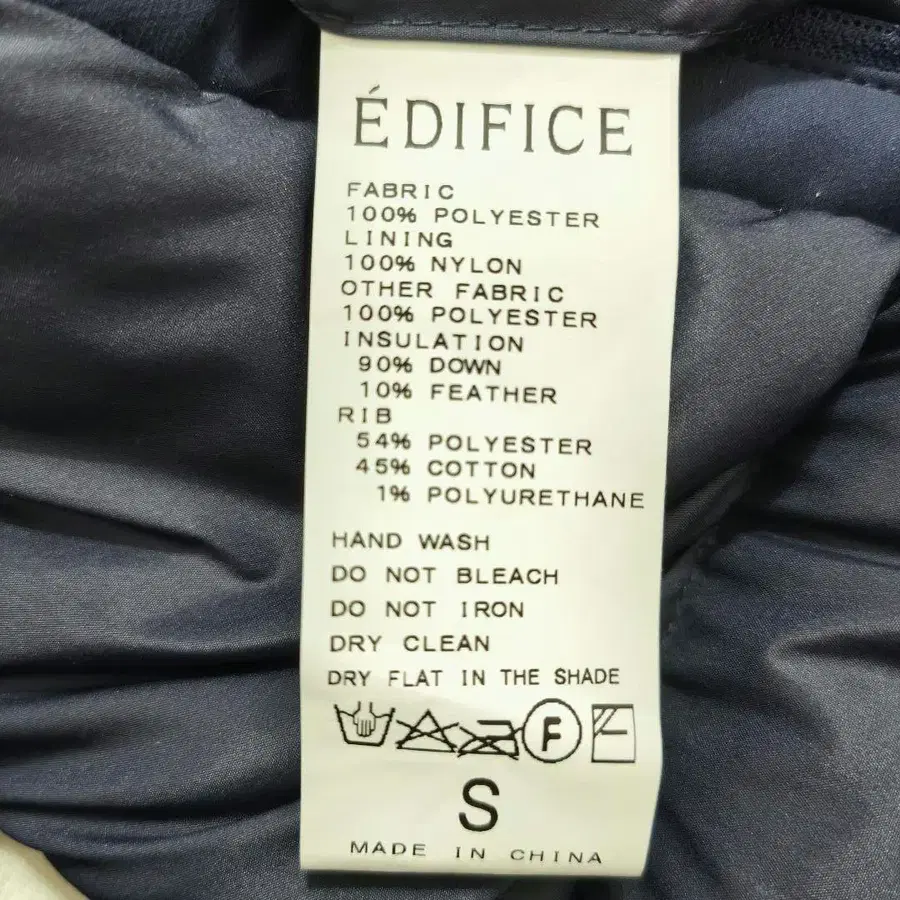 ÉDIFICE
FABRIC
100% POLYESTER
LINING
100% NYLON
OTHER FABRIC
100% POLYESTER
INSULATION
90% DOWN
10% FEATHER
RIB
54% POLYESTER
45% COTTON
1% POLYURETHANE
HAND WASH
DO NOT BLEACH
DO NOT IRON
DRY CLEAN
DRY FLAT IN THE SHADE
F
S
MADE IN CHINA